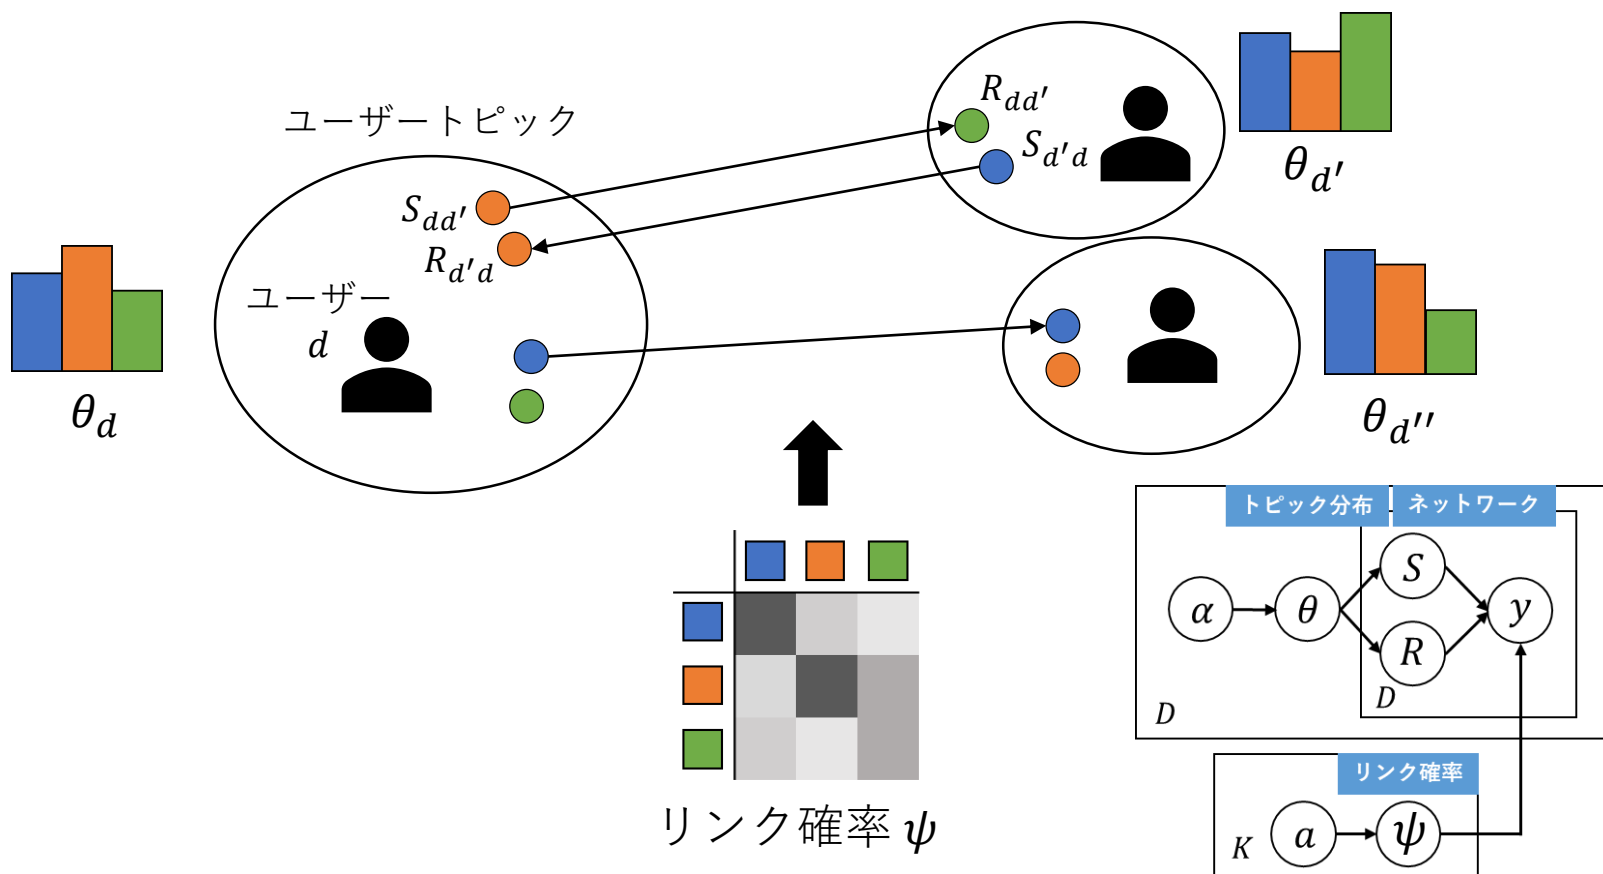 ユーザートピック
R_{dd'}
S_{d'd}
θ_{d'}
S_{dd'}
R_{d'd}
ユーザー
d
θ_d
θ_{d''}
トピック分布
ネットワーク
α
θ
S
R
y
D
D
リンク確率
K
a
ψ
リンク確率 ψ